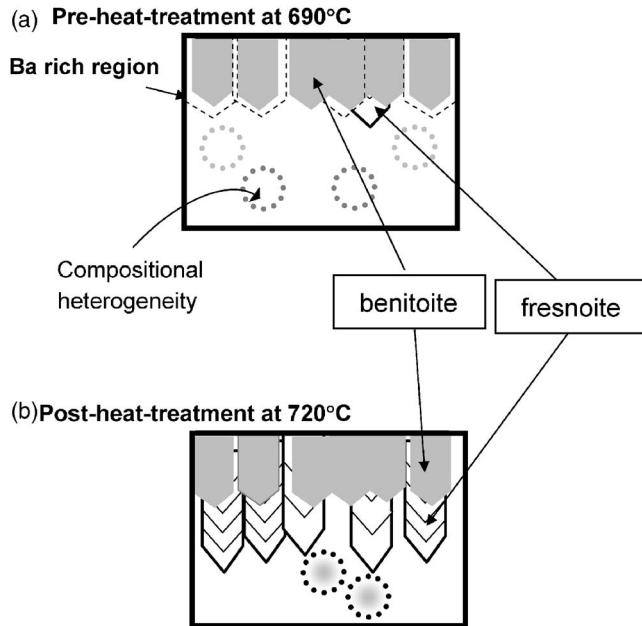 (a) Pre-heat-treatment at 690°C
Ba rich region
Compositional
heterogeneity
benitoite
fresnoite
(b) Post-heat-treatment at 720°C